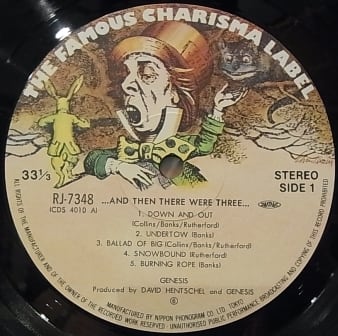 THE FAMOUS CHARISMA LABEL
33 1/3
STEREO
SIDE 1
RJ-7348 ...AND THEN THERE WERE THREE...
(CDS 4010 A)
1. DOWN AND OUT
(Collins/Banks/Rutherford)
2. UNDERTOW (Banks)
3. BALLAD OF BIG (Collins/Banks/Rutherford)
4. SNOWBOUND (Rutherford)
5. BURNING ROPE (Banks)
GENESIS
Produced by DAVID HENTSCHEL and GENESIS
Ⓟ
ALL RIGHTS OF THE MANUFACTURER AND OF THE OWNER OF THE RECORDED WORK RESERVED · UNAUTHORISED PUBLIC PERFORMANCE BROADCASTING AND COPYING OF THIS RECORD PROHIBITED
MANUFACTURED BY NIPPON PHONOGRAM CO. LTD. TOKYO